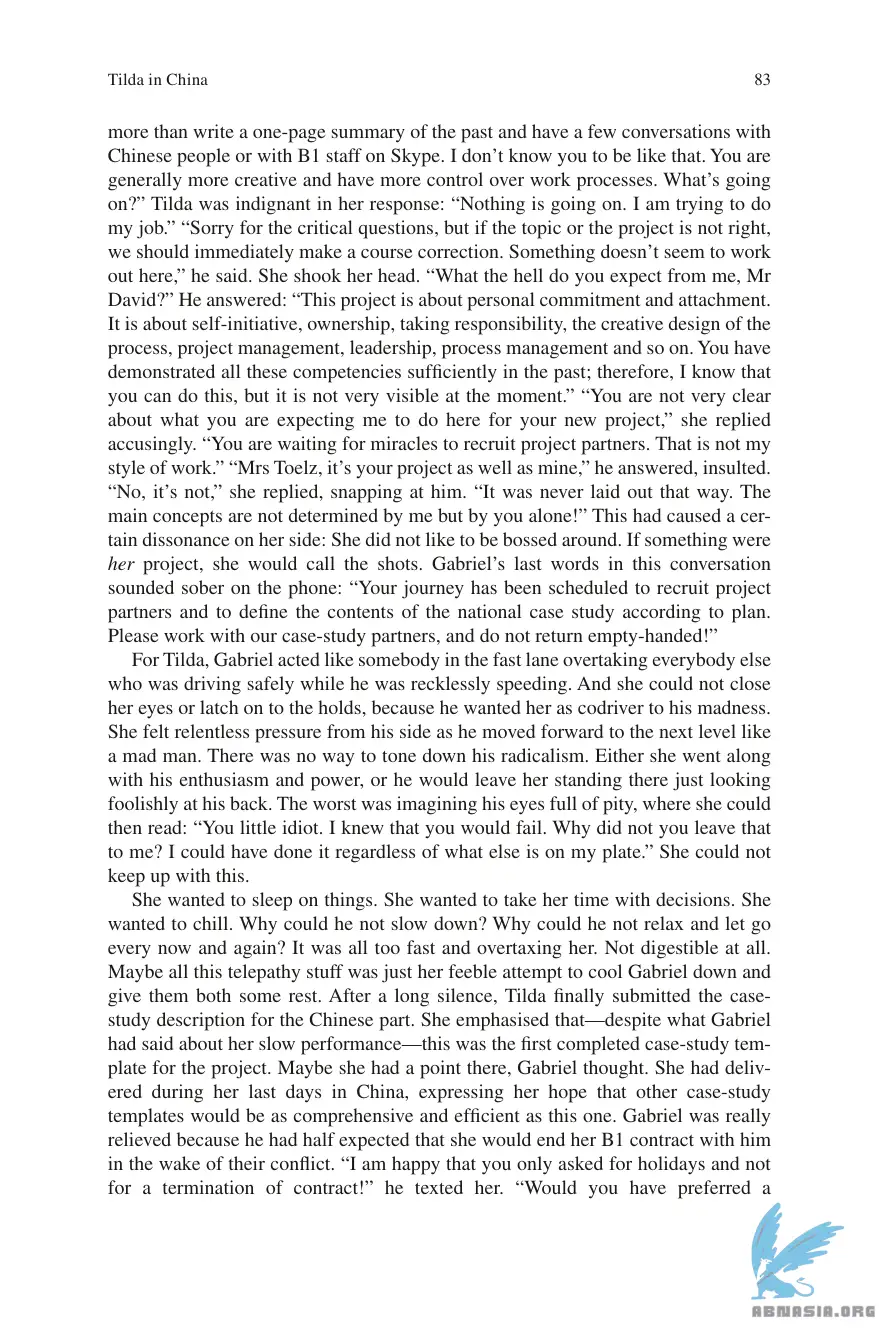 Tilda in China 83
more than write a one-page summary of the past and have a few conversations with
Chinese people or with B1 staff on Skype. I don’t know you to be like that. You are
generally more creative and have more control over work processes. What’s going
on?” Tilda was indignant in her response: “Nothing is going on. I am trying to do
my job.” “Sorry for the critical questions, but if the topic or the project is not right,
we should immediately make a course correction. Something doesn’t seem to work
out here,” he said. She shook her head. “What the hell do you expect from me, Mr
David?” He answered: “This project is about personal commitment and attachment.
It is about self-initiative, ownership, taking responsibility, the creative design of the
process, project management, leadership, process management and so on. You have
demonstrated all these competencies sufficiently in the past; therefore, I know that
you can do this, but it is not very visible at the moment.” “You are not very clear
about what you are expecting me to do here for your new project,” she replied
accusingly. “You are waiting for miracles to recruit project partners. That is not my
style of work.” “Mrs Toelz, it’s your project as well as mine,” he answered, insulted.
“No, it’s not,” she replied, snapping at him. “It was never laid out that way. The
main concepts are not determined by me but by you alone!” This had caused a cer-
tain dissonance on her side: She did not like to be bossed around. If something were
her project, she would call the shots. Gabriel’s last words in this conversation
sounded sober on the phone: “Your journey has been scheduled to recruit project
partners and to define the contents of the national case study according to plan.
Please work with our case-study partners, and do not return empty-handed!”
For Tilda, Gabriel acted like somebody in the fast lane overtaking everybody else
who was driving safely while he was recklessly speeding. And she could not close
her eyes or latch on to the holds, because he wanted her as codriver to his madness.
She felt relentless pressure from his side as he moved forward to the next level like
a mad man. There was no way to tone down his radicalism. Either she went along
with his enthusiasm and power, or he would leave her standing there just looking
foolishly at his back. The worst was imagining his eyes full of pity, where she could
then read: “You little idiot. I knew that you would fail. Why did not you leave that
to me? I could have done it regardless of what else is on my plate.” She could not
keep up with this.
She wanted to sleep on things. She wanted to take her time with decisions. She
wanted to chill. Why could he not slow down? Why could he not relax and let go
every now and again? It was all too fast and overtaxing her. Not digestible at all.
Maybe all this telepathy stuff was just her feeble attempt to cool Gabriel down and
give them both some rest. After a long silence, Tilda finally submitted the case-
study description for the Chinese part. She emphasised that—despite what Gabriel
had said about her slow performance—this was the first completed case-study tem-
plate for the project. Maybe she had a point there, Gabriel thought. She had deliv-
ered during her last days in China, expressing her hope that other case-study
templates would be as comprehensive and efficient as this one. Gabriel was really
relieved because he had half expected that she would end her B1 contract with him
in the wake of their conflict. “I am happy that you only asked for holidays and not
for a termination of contract!” he texted her. “Would you have preferred a
ABNASIA.ORG